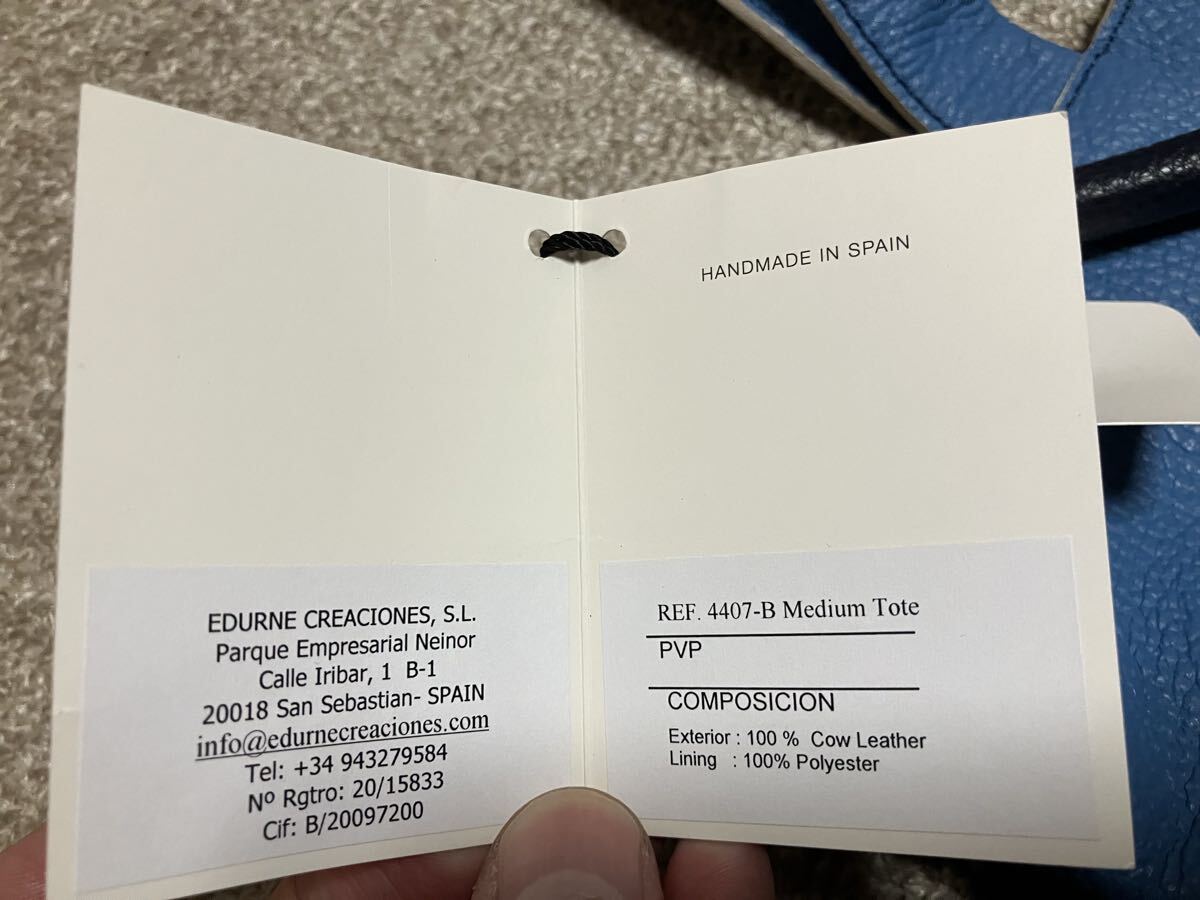 EDURNE CREACIONES, S.L.
Parque Empresarial Neinor
Calle Iribar, 1 B-1
20018 San Sebastian- SPAIN
info@edurnecreaciones.com
Tel: +34 943279584
Nº Rgtro: 20/15833
Cif: B/20097200
HANDMADE IN SPAIN
REF. 4407-B Medium Tote
PVP
COMPOSICION
Exterior : 100 % Cow Leather
Lining : 100% Polyester